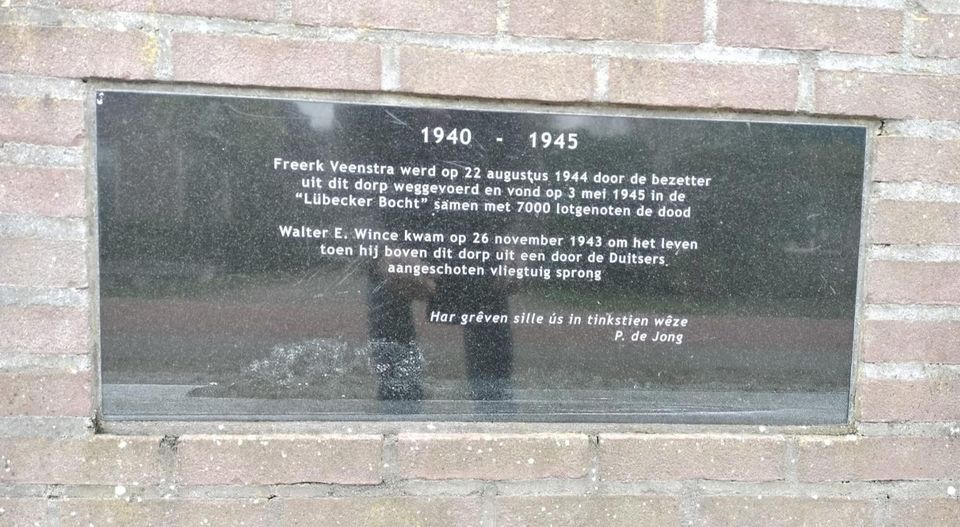 1940 - 1945
Freerk Veenstra werd op 22 augustus 1944 door de bezetter
uit dit dorp weggevoerd en vond op 3 mei 1945 in de
"Lübecker Bocht" samen met 7000 lotgenoten de dood
Walter E. Wince kwam op 26 november 1943 om het leven
toen hij boven dit dorp uit een door de Duitsers
aangeschoten vliegtuig sprong
Har grêven sille ús in tinkstien wêze
P. de Jong